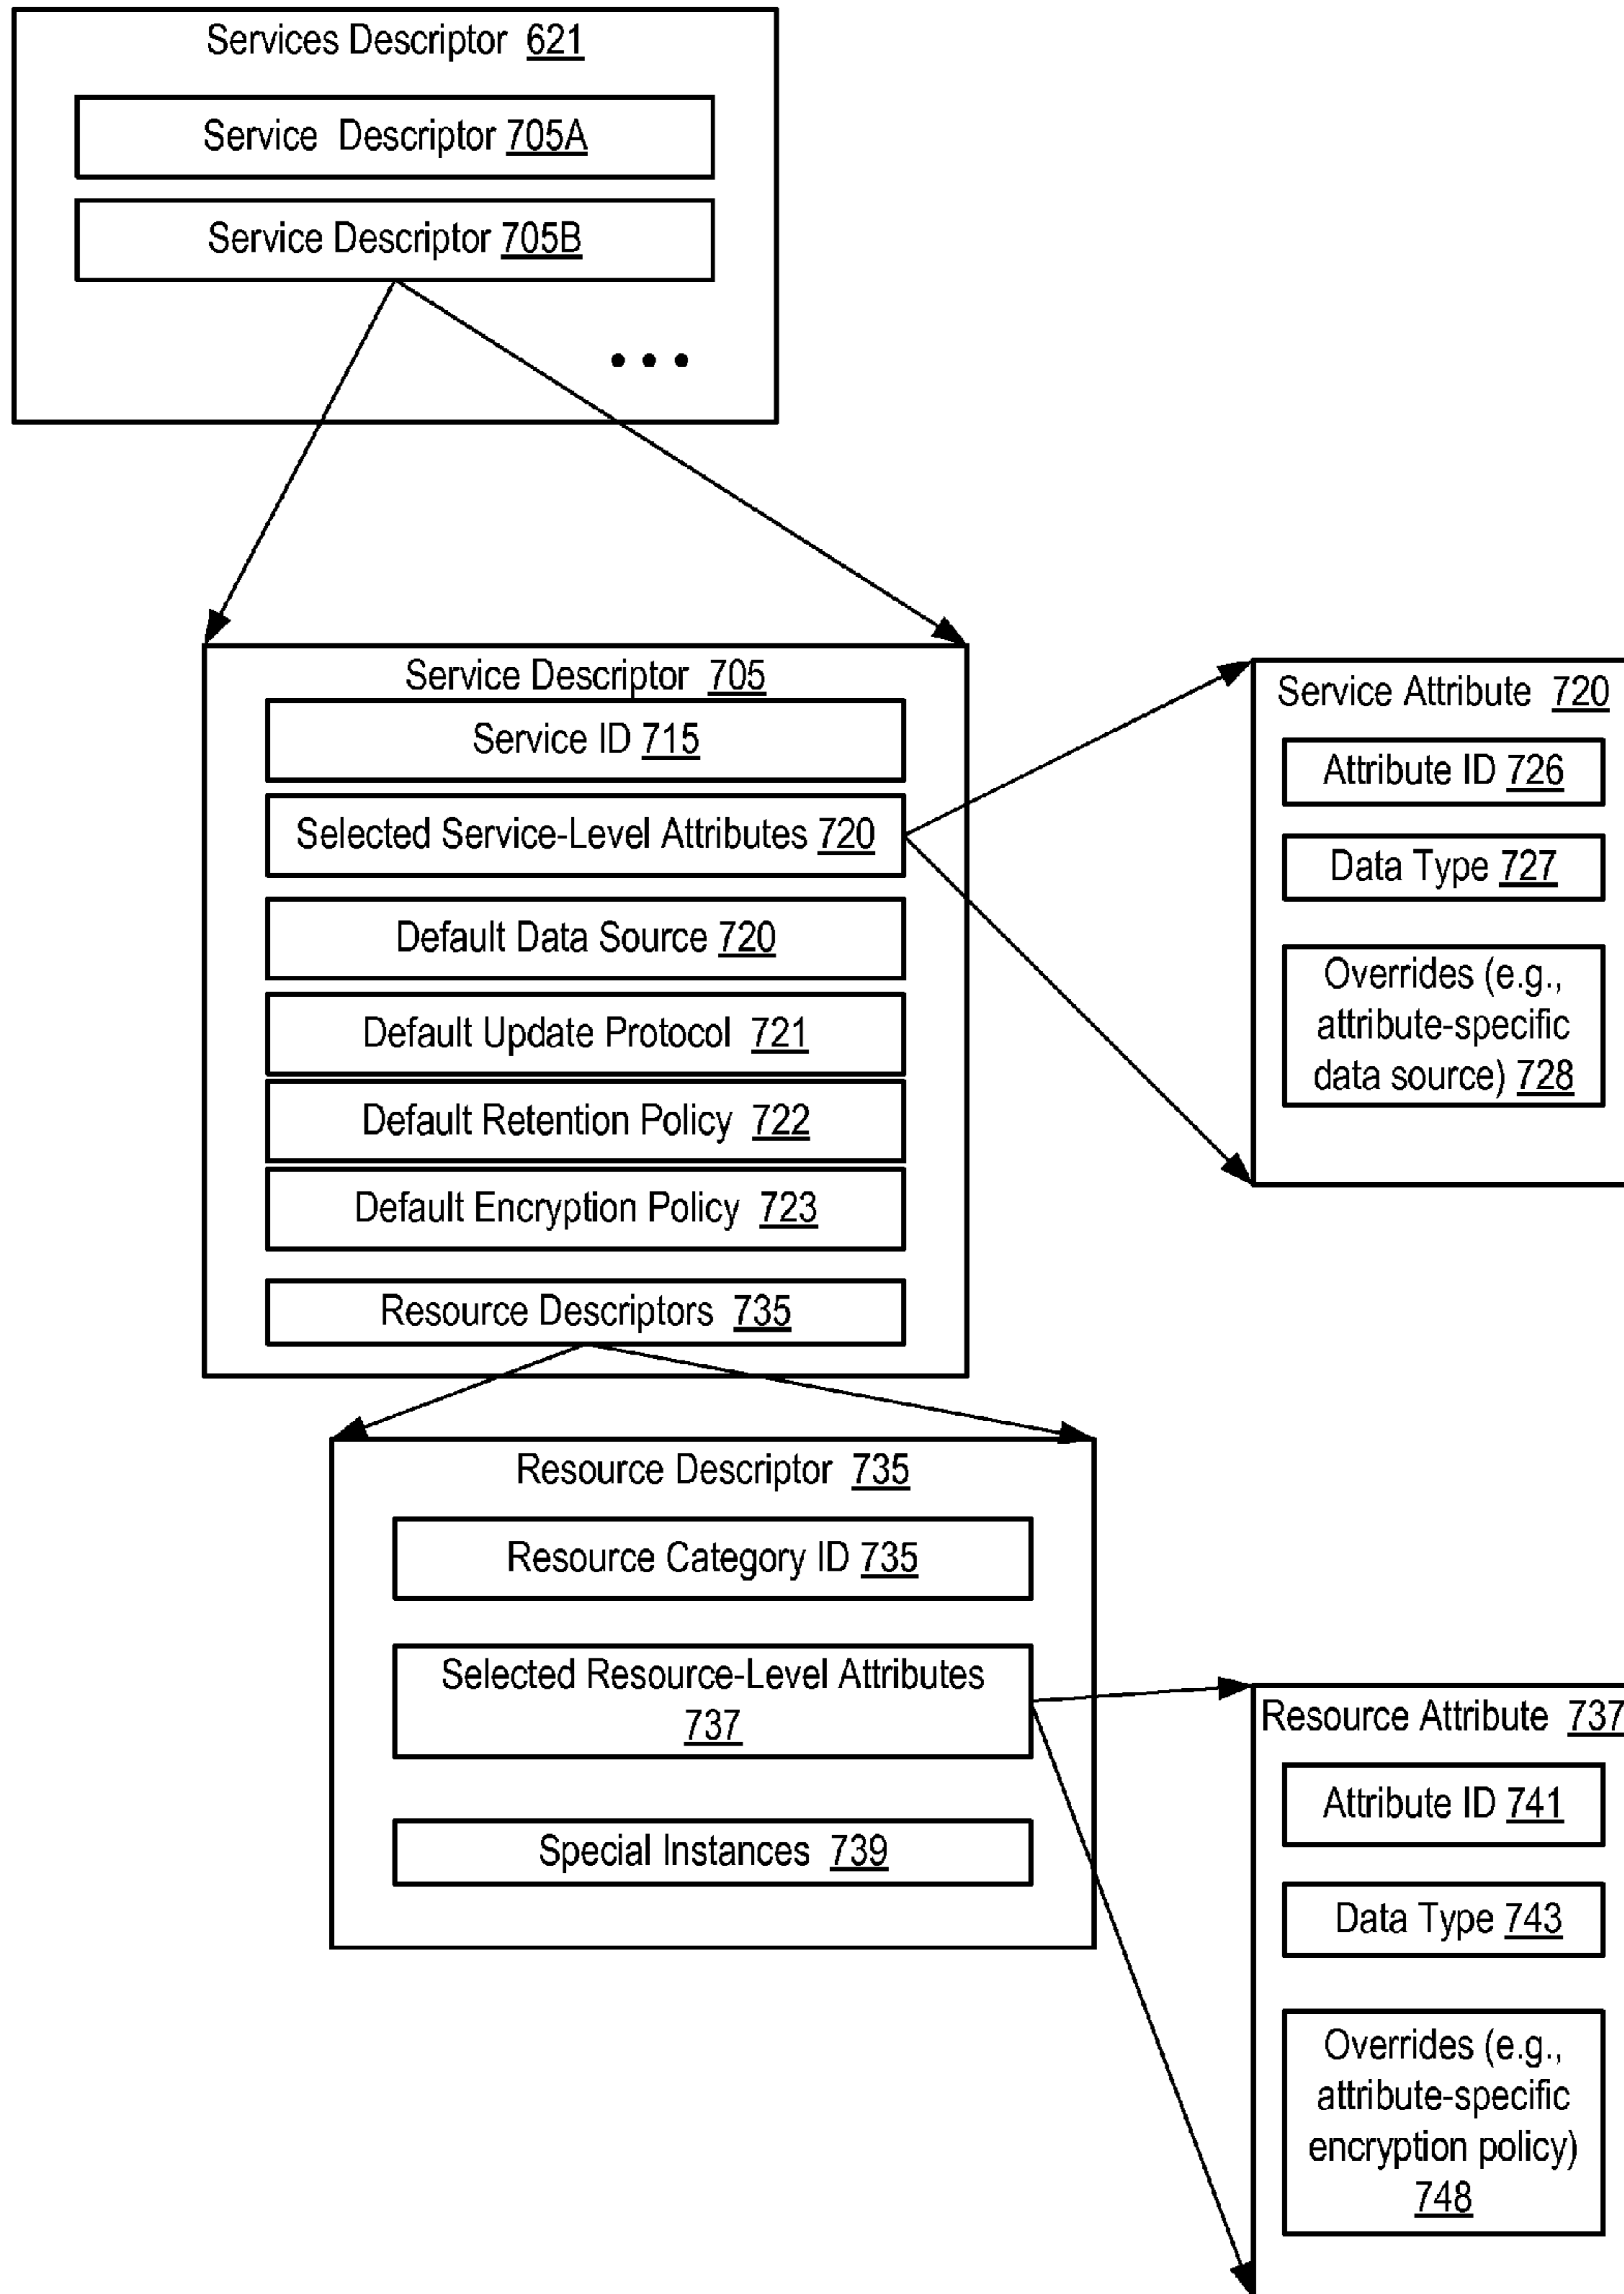 Services Descriptor 621
Service Descriptor 705A
Service Descriptor 705B
Service Descriptor 705
Service ID 715
Selected Service-Level Attributes 720
Default Data Source 720
Default Update Protocol 721
Default Retention Policy 722
Default Encryption Policy 723
Resource Descriptors 735
Service Attribute 720
Attribute ID 726
Data Type 727
Overrides (e.g.,
attribute-specific
data source) 728
Resource Descriptor 735
Resource Category ID 735
Selected Resource-Level Attributes
737
Special Instances 739
Resource Attribute 737
Attribute ID 741
Data Type 743
Overrides (e.g.,
attribute-specific
encryption policy)
748